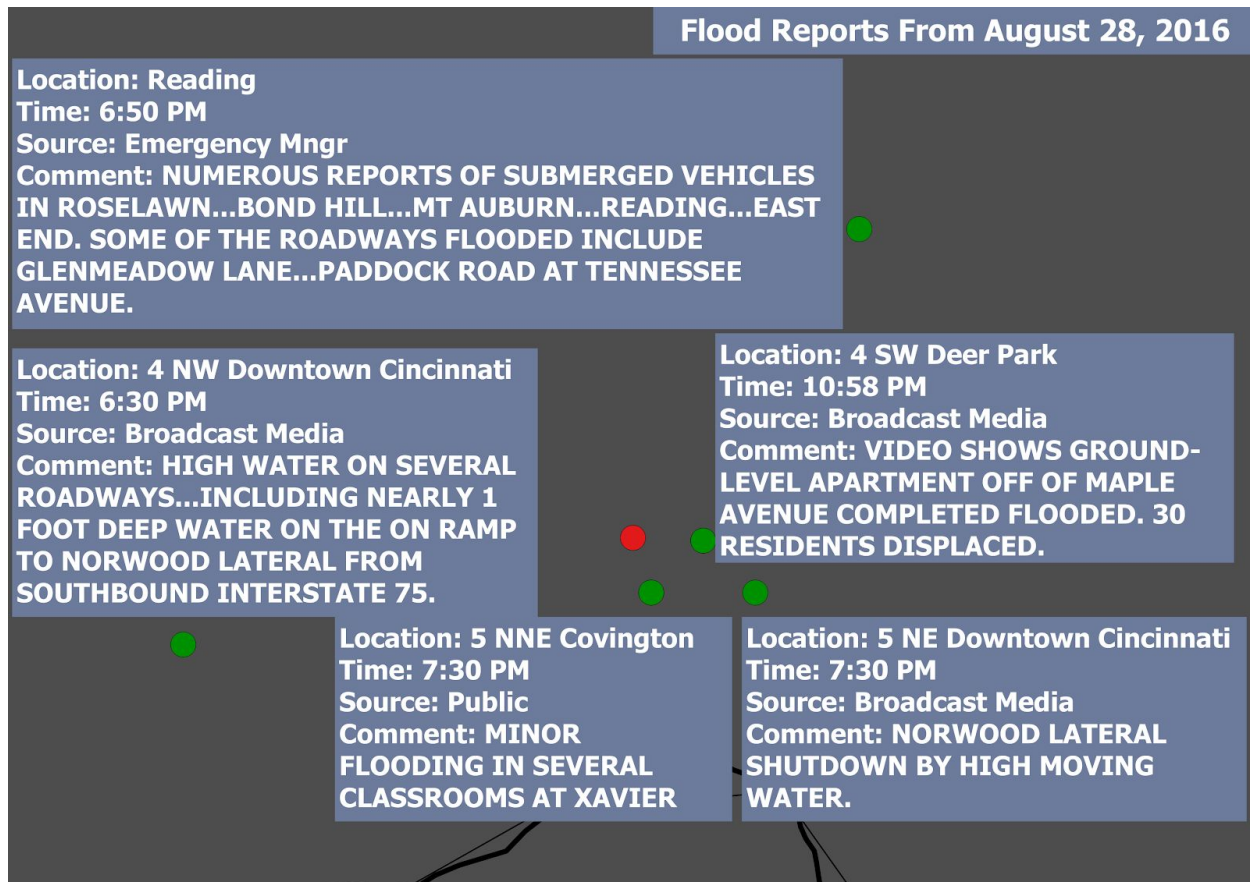 Flood Reports From August 28, 2016
Location: Reading
Time: 6:50 PM
Source: Emergency Mngr
Comment: NUMEROUS REPORTS OF SUBMERGED VEHICLES
IN ROSELAWN...BOND HILL...MT AUBURN...READING...EAST
END. SOME OF THE ROADWAYS FLOODED INCLUDE
GLENMEADOW LANE...PADDOCK ROAD AT TENNESSEE
AVENUE.
Location: 4 NW Downtown Cincinnati
Time: 6:30 PM
Source: Broadcast Media
Comment: HIGH WATER ON SEVERAL
ROADWAYS...INCLUDING NEARLY 1
FOOT DEEP WATER ON THE ON RAMP
TO NORWOOD LATERAL FROM
SOUTHBOUND INTERSTATE 75.
Location: 4 SW Deer Park
Time: 10:58 PM
Source: Broadcast Media
Comment: VIDEO SHOWS GROUND-
LEVEL APARTMENT OFF OF MAPLE
AVENUE COMPLETED FLOODED. 30
RESIDENTS DISPLACED.
Location: 5 NNE Covington
Time: 7:30 PM
Source: Public
Comment: MINOR
FLOODING IN SEVERAL
CLASSROOMS AT XAVIER
Location: 5 NE Downtown Cincinnati
Time: 7:30 PM
Source: Broadcast Media
Comment: NORWOOD LATERAL
SHUTDOWN BY HIGH MOVING
WATER.